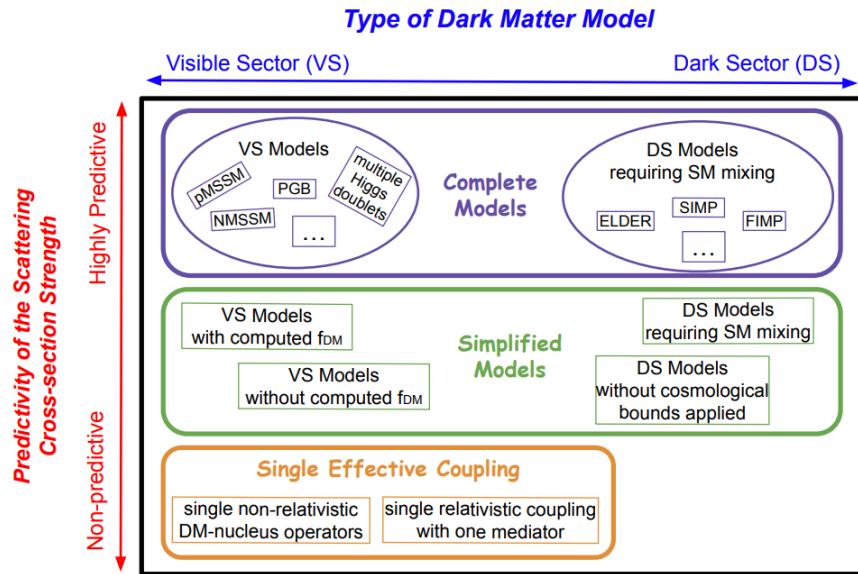 Type of Dark Matter Model
Visible Sector (VS)
Dark Sector (DS)
Predictivity of the Scattering
Cross-section Strength
Highly Predictive
Non-predictive
VS Models
pMSSM
PGB
multiple
Higgs
doublets
NMSSM
...
Complete
Models
DS Models
requiring SM mixing
SIMP
ELDER
FIMP
...
VS Models
with computed fDM
VS Models
without computed fDM
Simplified
Models
DS Models
requiring SM mixing
DS Models
without cosmological
bounds applied
Single Effective Coupling
single non-relativistic
DM-nucleus operators
single relativistic coupling
with one mediator